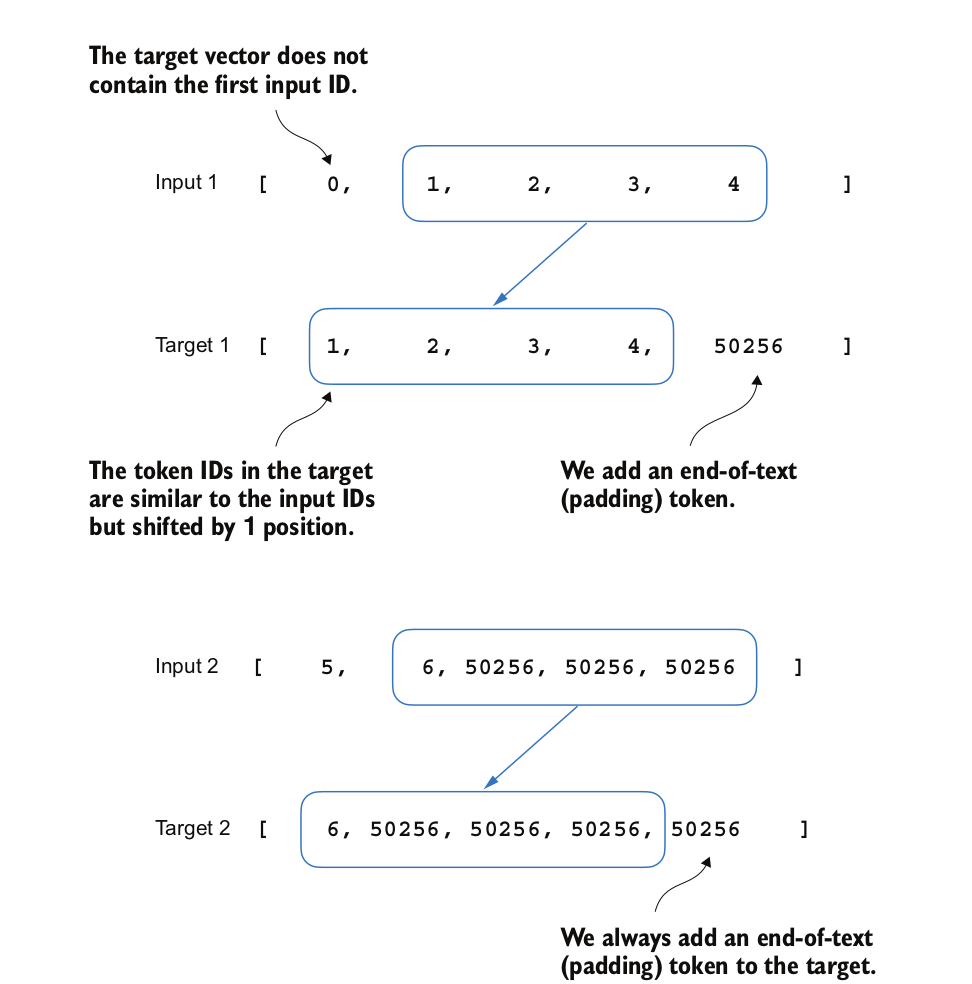 The target vector does not
contain the first input ID.
Input 1 [ 0, 1, 2, 3, 4 ]
Target 1 [ 1, 2, 3, 4, 50256 ]
The token IDs in the target
are similar to the input IDs
but shifted by 1 position.
We add an end-of-text
(padding) token.
Input 2 [ 5, 6, 50256, 50256, 50256 ]
Target 2 [ 6, 50256, 50256, 50256, 50256 ]
We always add an end-of-text
(padding) token to the target.